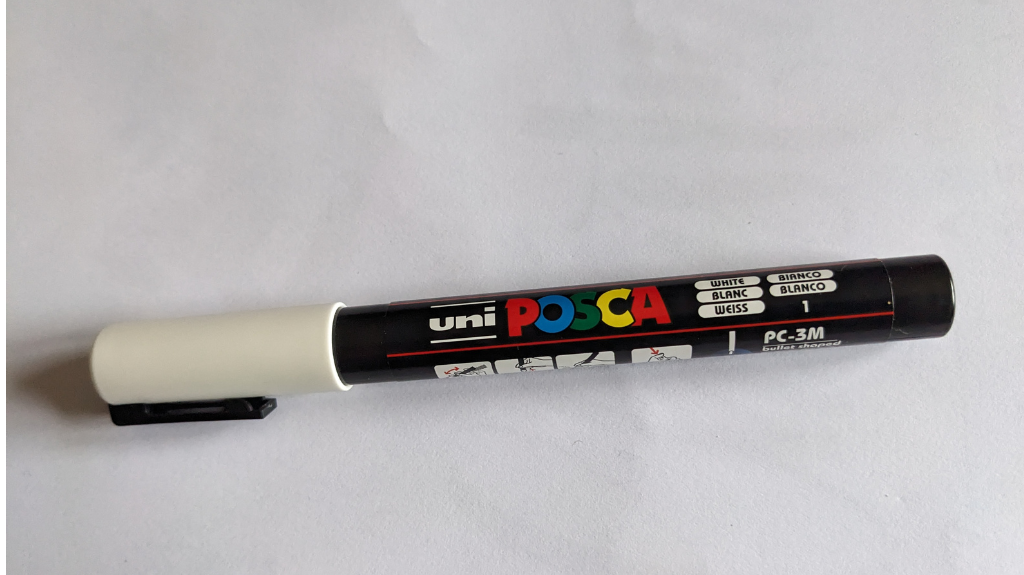 uni POSCA
WHITE BIANCO
BLANC BLANCO
WEISS 1
PC-3M
bullet shaped